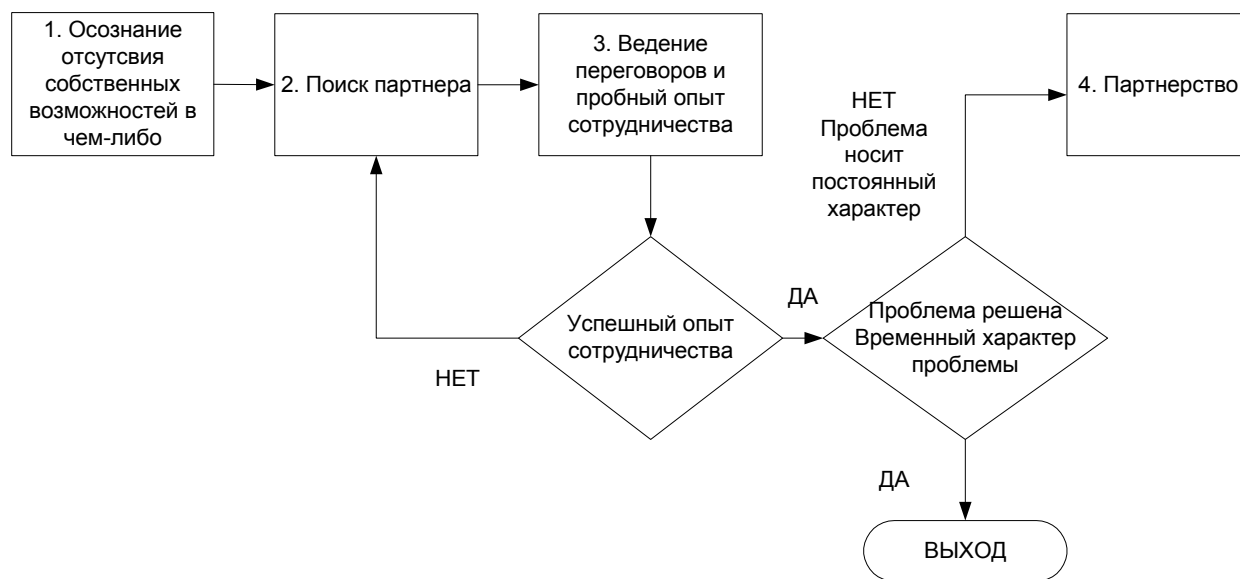 1. Осознание
отсутсвия
собственных
возможностей в
чем-либо
2. Поиск партнера
3. Ведение
переговоров и
пробный опыт
сотрудничества
НЕТ
Проблема
носит
постоянный
характер
4. Партнерство
Успешный опыт
сотрудничества
ДА
Проблема решена
Временный характер
проблемы
НЕТ
ДА
ВЫХОД